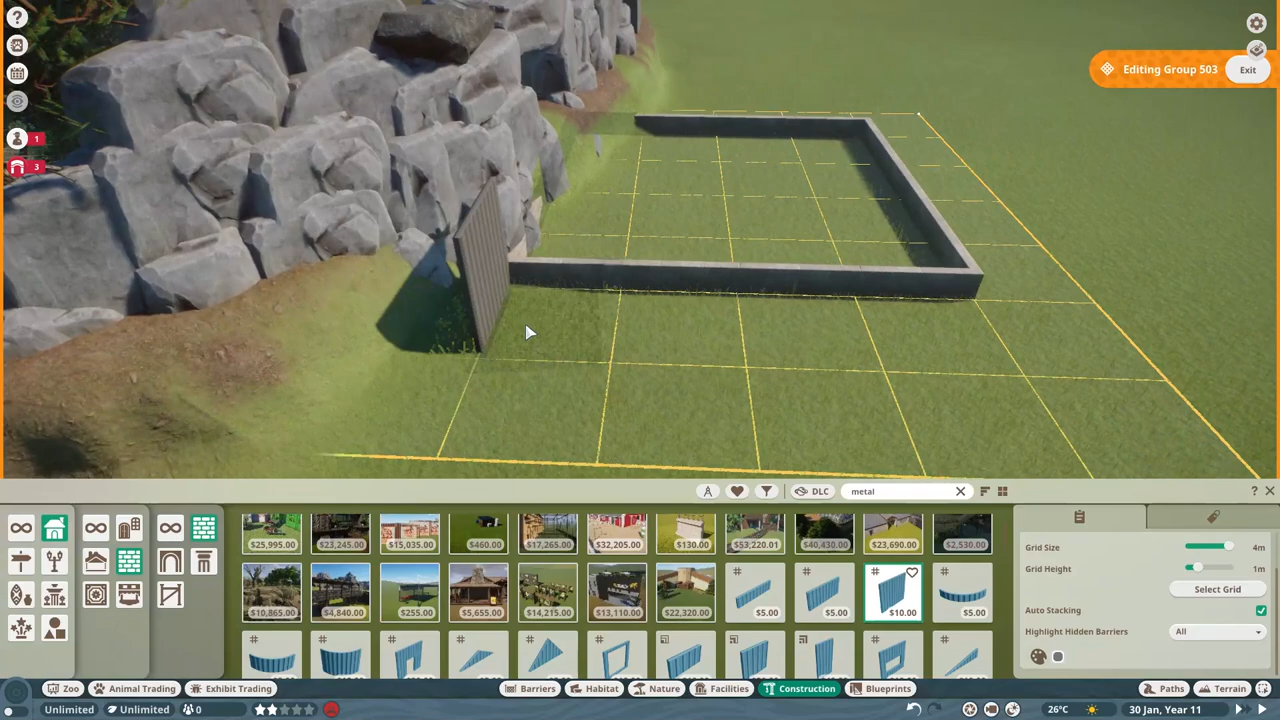 ?
Editing Group 503
Exit
1
3
DLC
metal
?
$25,995.00
$23,245.00
$15,035.00
$460.00
$17,265.00
$32,205.00
$130.00
$53,220.01
$40,430.00
$23,690.00
$2,530.00
$10,865.00
$4,840.00
$255.00
$5,655.00
$14,215.00
$13,110.00
$22,320.00
$5.00
$5.00
$10.00
$5.00
Grid Size
4m
Grid Height
1m
Select Grid
Auto Stacking
Highlight Hidden Barriers
All
Zoo
Animal Trading
Exhibit Trading
Barriers
Habitat
Nature
Facilities
Construction
Blueprints
Paths
Terrain
Unlimited
Unlimited
0
26°C
30 Jan, Year 11